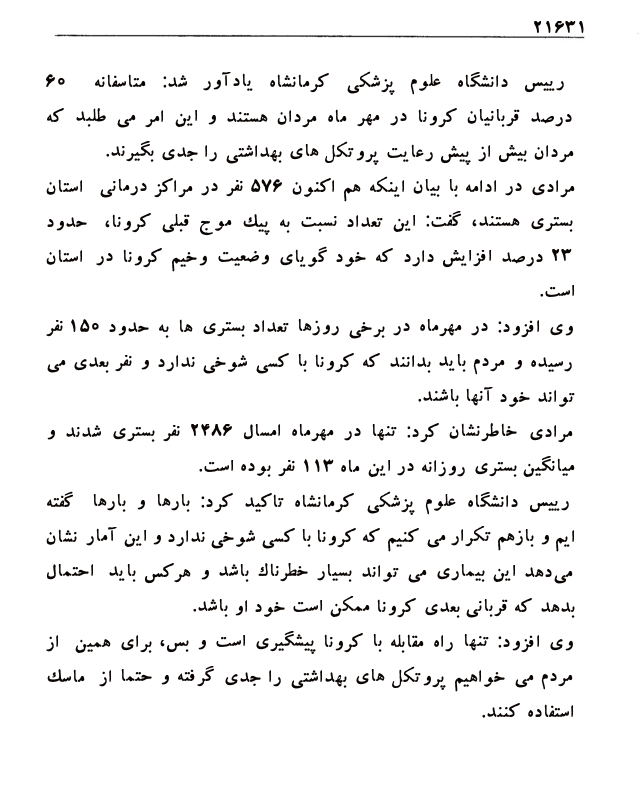 ۲۱۶۳۱
رییس دانشگاه علوم پزشکی کرمانشاه یادآور شد: متاسفانه ۶۰
درصد قربانیان کرونا در مهر ماه مردان هستند و این امر می طلبد که
مردان بیش از پیش رعایت پروتکل های بهداشتی را جدی بگیرند.
مرادی در ادامه با بیان اینکه هم اکنون ۵۷۶ نفر در مراکز درمانی استان
بستری هستند، گفت: این تعداد نسبت به پیک موج قبلی کرونا، حدود
۲۳ درصد افزایش دارد که خود گویای وضعیت وخیم کرونا در استان
است.
وی افزود: در مهرماه در برخی روزها تعداد بستری ها به حدود ۱۵۰ نفر
رسیده و مردم باید بدانند که کرونا با کسی شوخی ندارد و نفر بعدی می
تواند خود آنها باشند.
مرادی خاطرنشان کرد: تنها در مهرماه امسال ۲۴۸۶ نفر بستری شدند و
میانگین بستری روزانه در این ماه ۱۱۳ نفر بوده است.
رییس دانشگاه علوم پزشکی کرمانشاه تاکید کرد: بارها و بارها گفته
ایم و بازهم تکرار می کنیم که کرونا با کسی شوخی ندارد و این آمار نشان
می‌دهد این بیماری می تواند بسیار خطرناک باشد و هرکس باید احتمال
بدهد که قربانی بعدی کرونا ممکن است خود او باشد.
وی افزود: تنها راه مقابله با کرونا پیشگیری است و بس، برای همین از
مردم می خواهیم پروتکل های بهداشتی را جدی گرفته و حتما از ماسک
استفاده کنند.